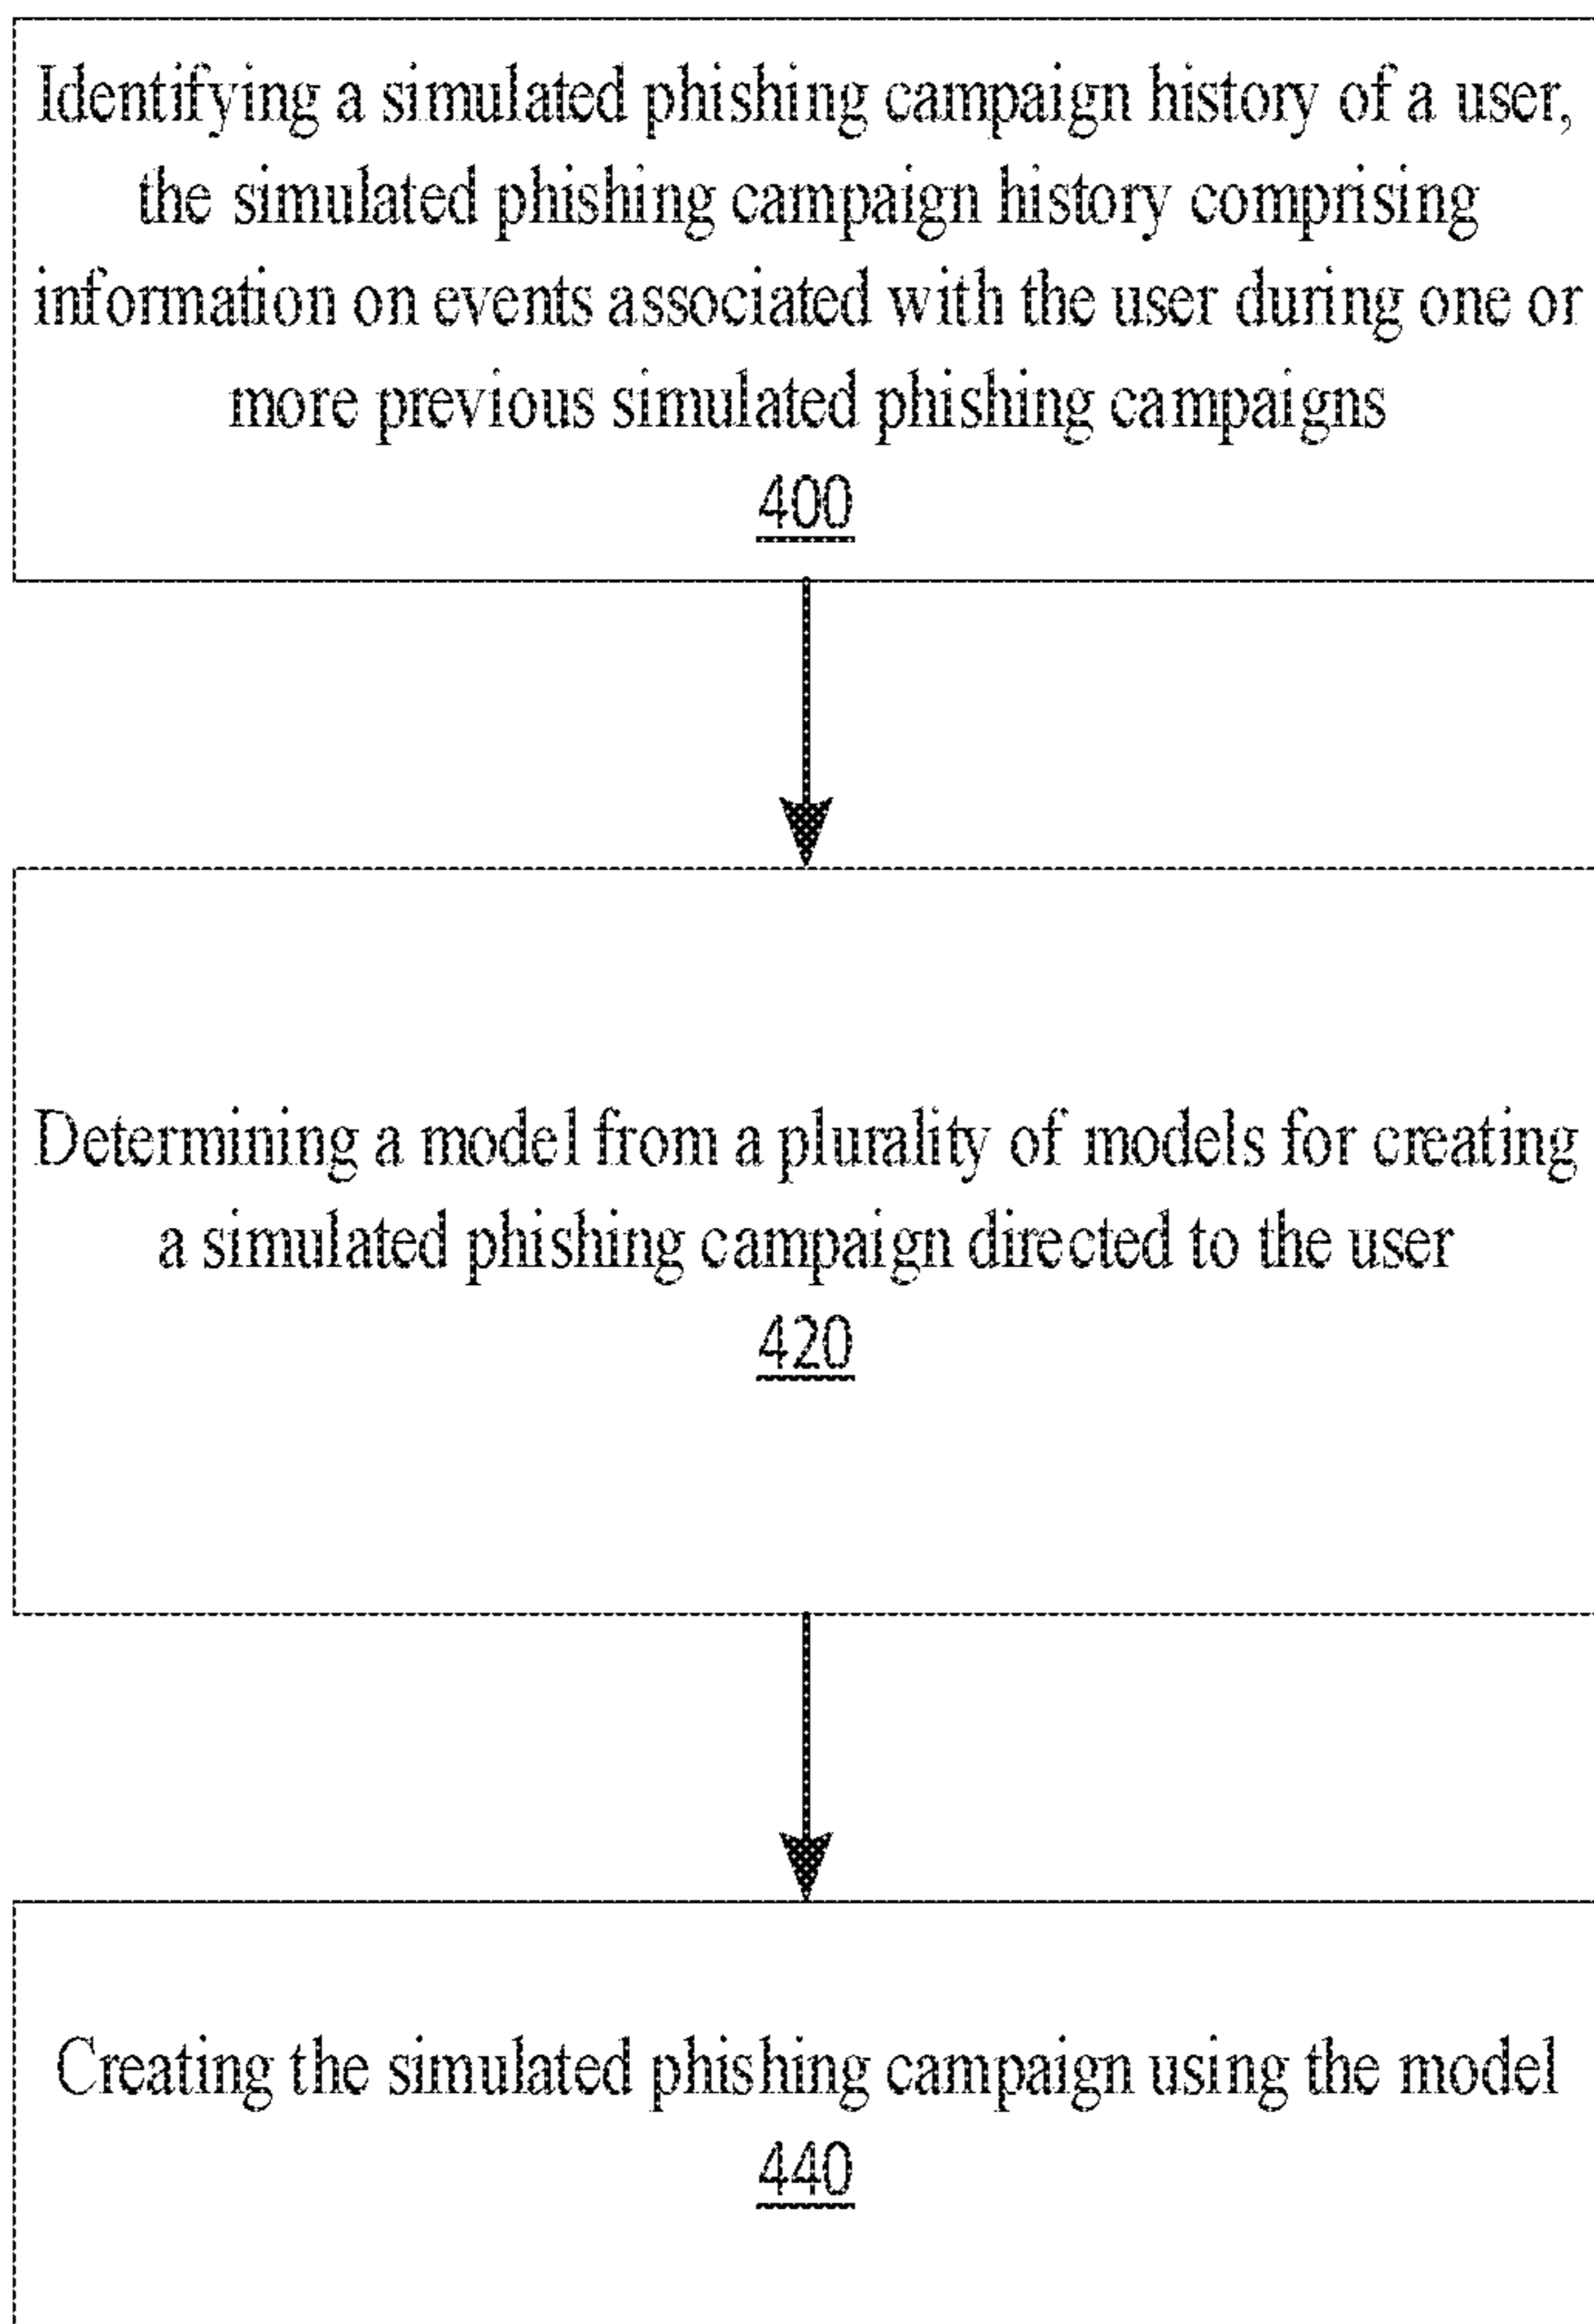 Identifying a simulated phishing campaign history of a user,
the simulated phishing campaign history comprising
information on events associated with the user during one or
more previous simulated phishing campaigns
400
Determining a model from a plurality of models for creating
a simulated phishing campaign directed to the user
420
Creating the simulated phishing campaign using the model
440